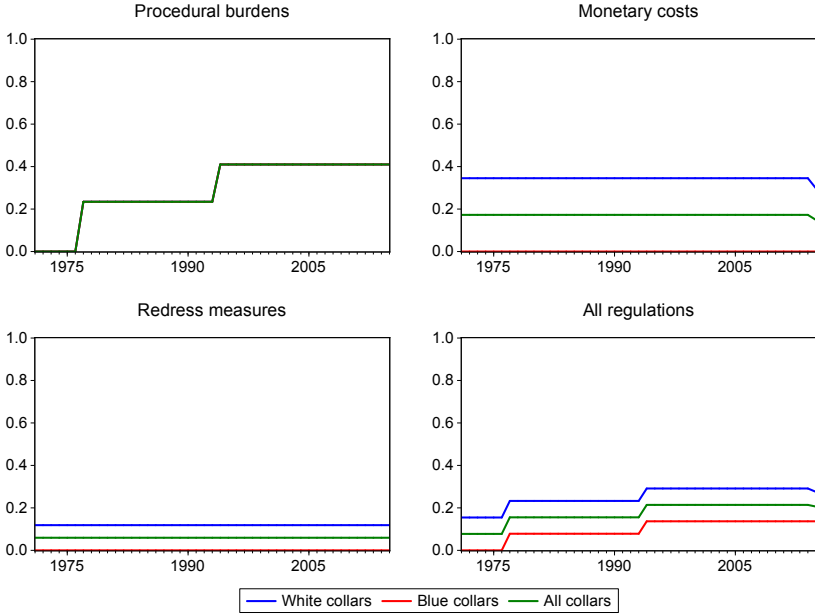 Procedural burdens
1.0
0.8
0.6
0.4
0.2
0.0
1975 1990 2005
Monetary costs
1.0
0.8
0.6
0.4
0.2
0.0
1975 1990 2005
Redress measures
1.0
0.8
0.6
0.4
0.2
0.0
1975 1990 2005
All regulations
1.0
0.8
0.6
0.4
0.2
0.0
1975 1990 2005
White collars Blue collars All collars